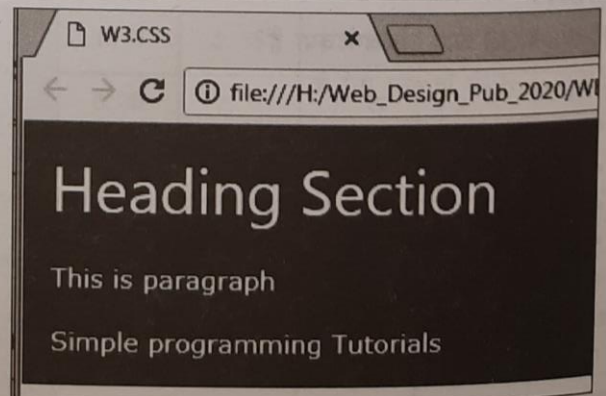 W3.CSS
file:///H:/Web_Design_Pub_2020/
Heading Section
This is paragraph
Simple programming Tutorials